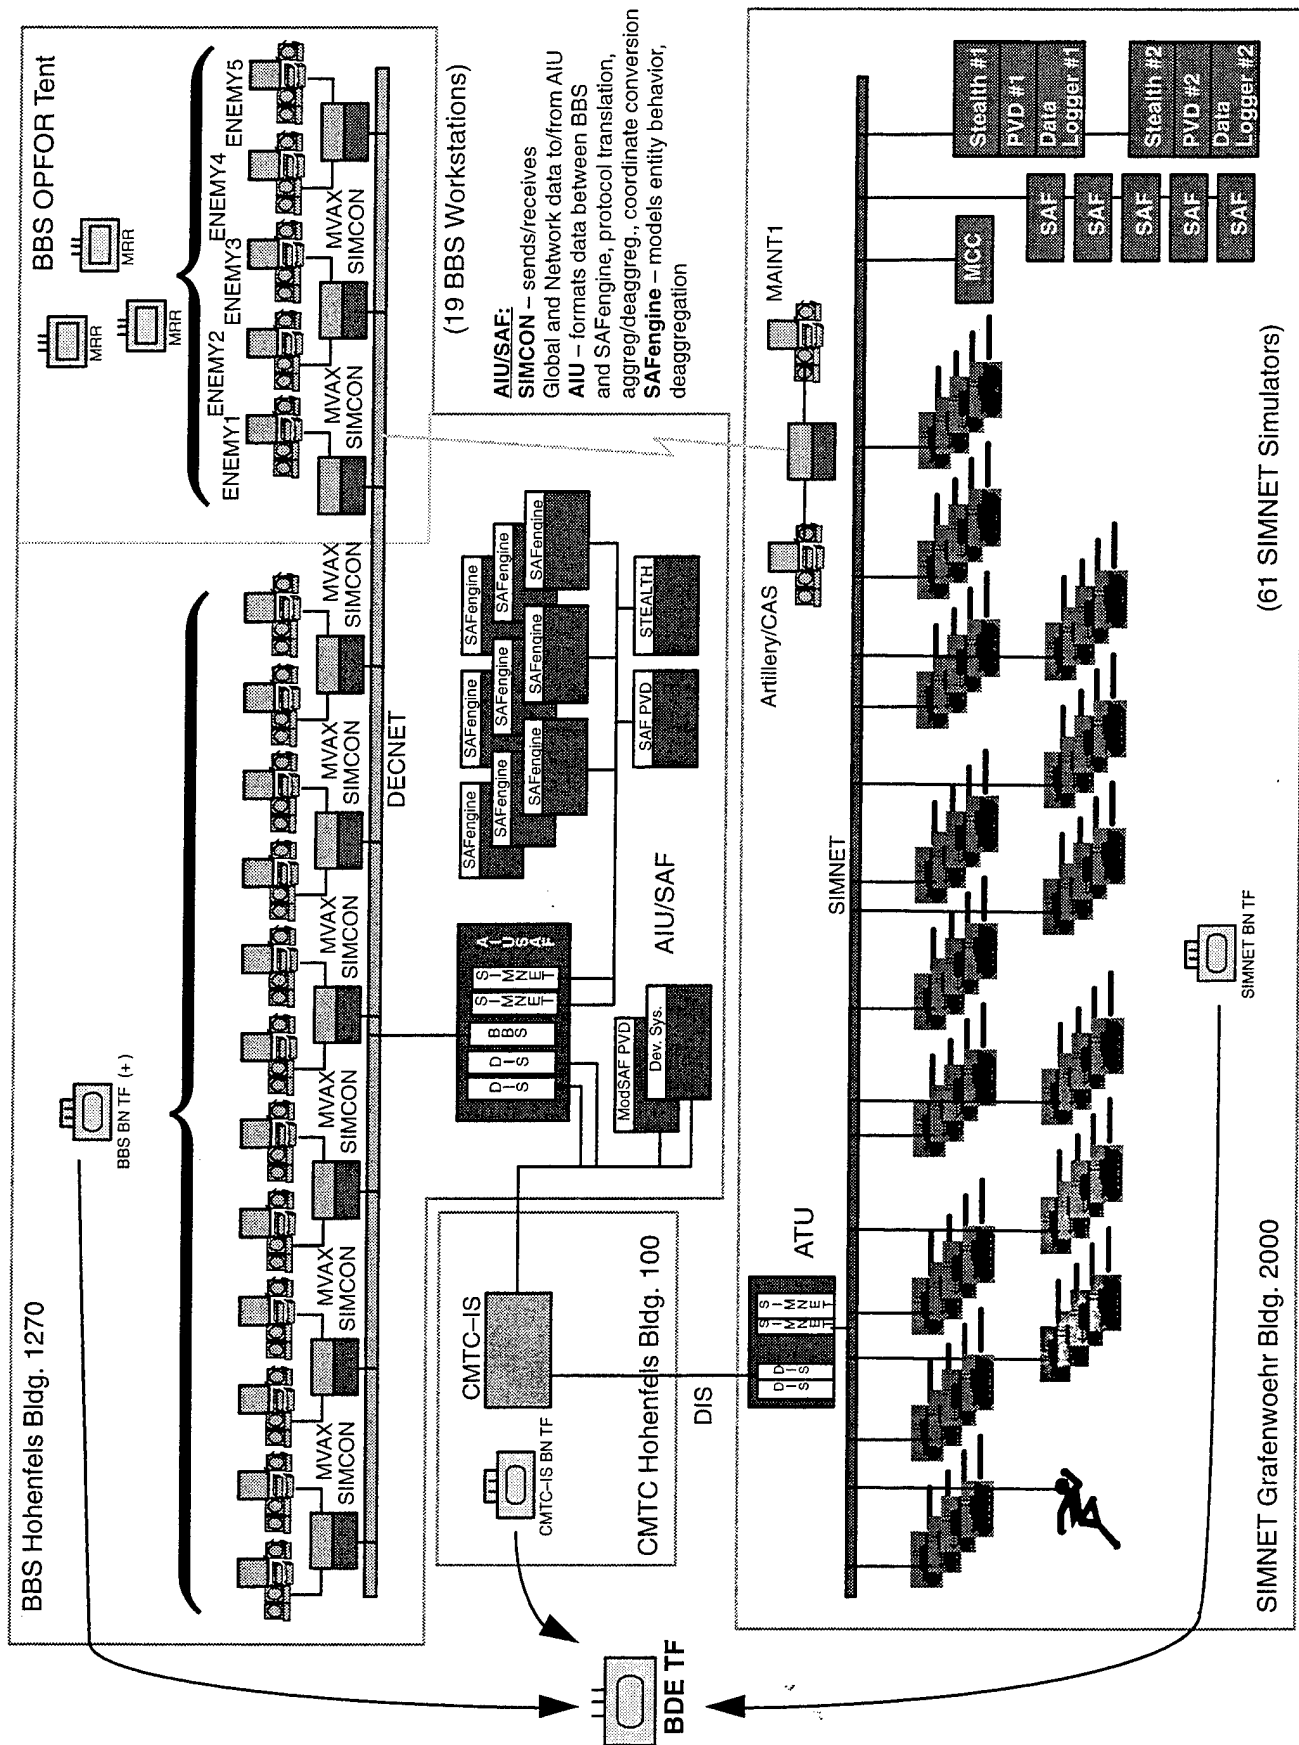 BBS Hohenfels Bldg. 1270
BBS BN TF (+)
MVAX
SIMCON
MVAX
SIMCON
MVAX
SIMCON
MVAX
SIMCON
MVAX
SIMCON
MVAX
SIMCON
DECNET
BBS OPFOR Tent
MRR
MRR
MRR
ENEMY1
ENEMY2
ENEMY3
ENEMY4
ENEMY5
MVAX
SIMCON
MVAX
SIMCON
(19 BBS Workstations)
AIU/SAF:
SIMCON – sends/receives
Global and Network data to/from AIU
AIU – formats data between BBS
and SAFengine, protocol translation,
aggreg/deaggreg., coordinate conversion
SAFengine – models entity behavior,
deaggregation
DIS
DIS
BBS
SIMNET
SIMNET
AIUSAF
SAFengine
SAFengine
SAFengine
SAFengine
SAFengine
SAFengine
SAFengine
SAFengine
SAFengine
SAF PVD
STEALTH
ModSAF PVD
Dev. Sys.
AIU/SAF
CMTC–IS
CMTC–IS BN TF
CMTC Hohenfels Bldg. 100
BDE TF
DIS
DIS
DIS
SIMNET
SIMNET
ATU
SIMNET
Artillery/CAS
MAINT1
MCC
SAF
SAF
SAF
SAF
SAF
Stealth #1
PVD #1
Data
Logger #1
Stealth #2
PVD #2
Data
Logger #2
SIMNET BN TF
SIMNET Grafenwoehr Bldg. 2000
(61 SIMNET Simulators)